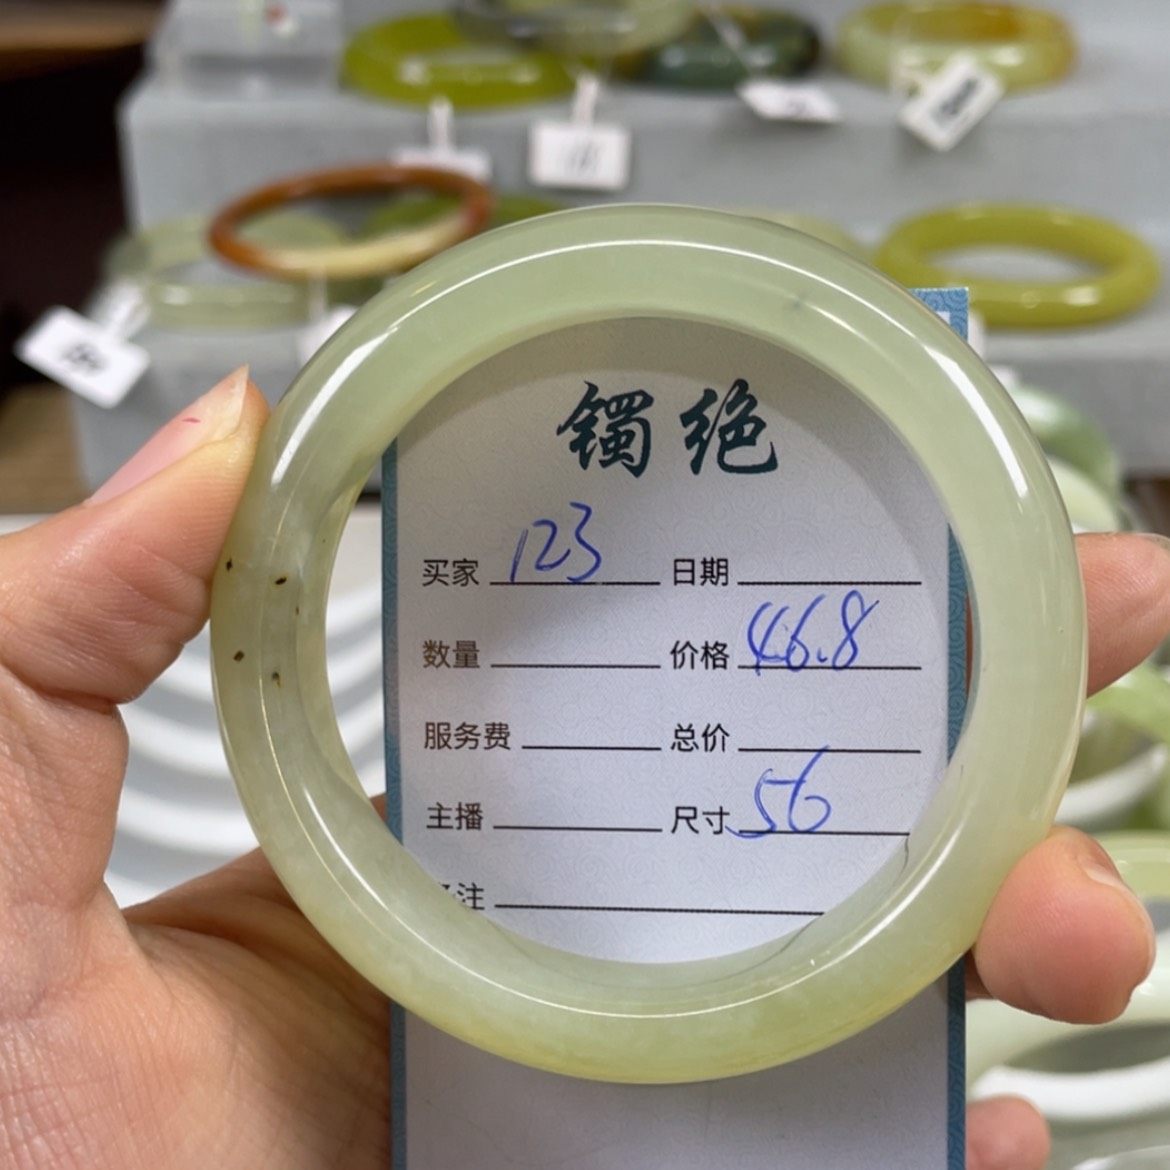 镯绝
买家 123 日期
数量 价格 46.8
服务费 总价
主播 尺寸 56
注